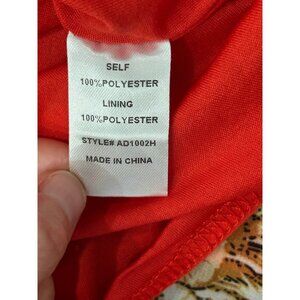 SELF
100%POLYESTER
LINING
100%POLYESTER
STYLE# AD1002H
MADE IN CHINA